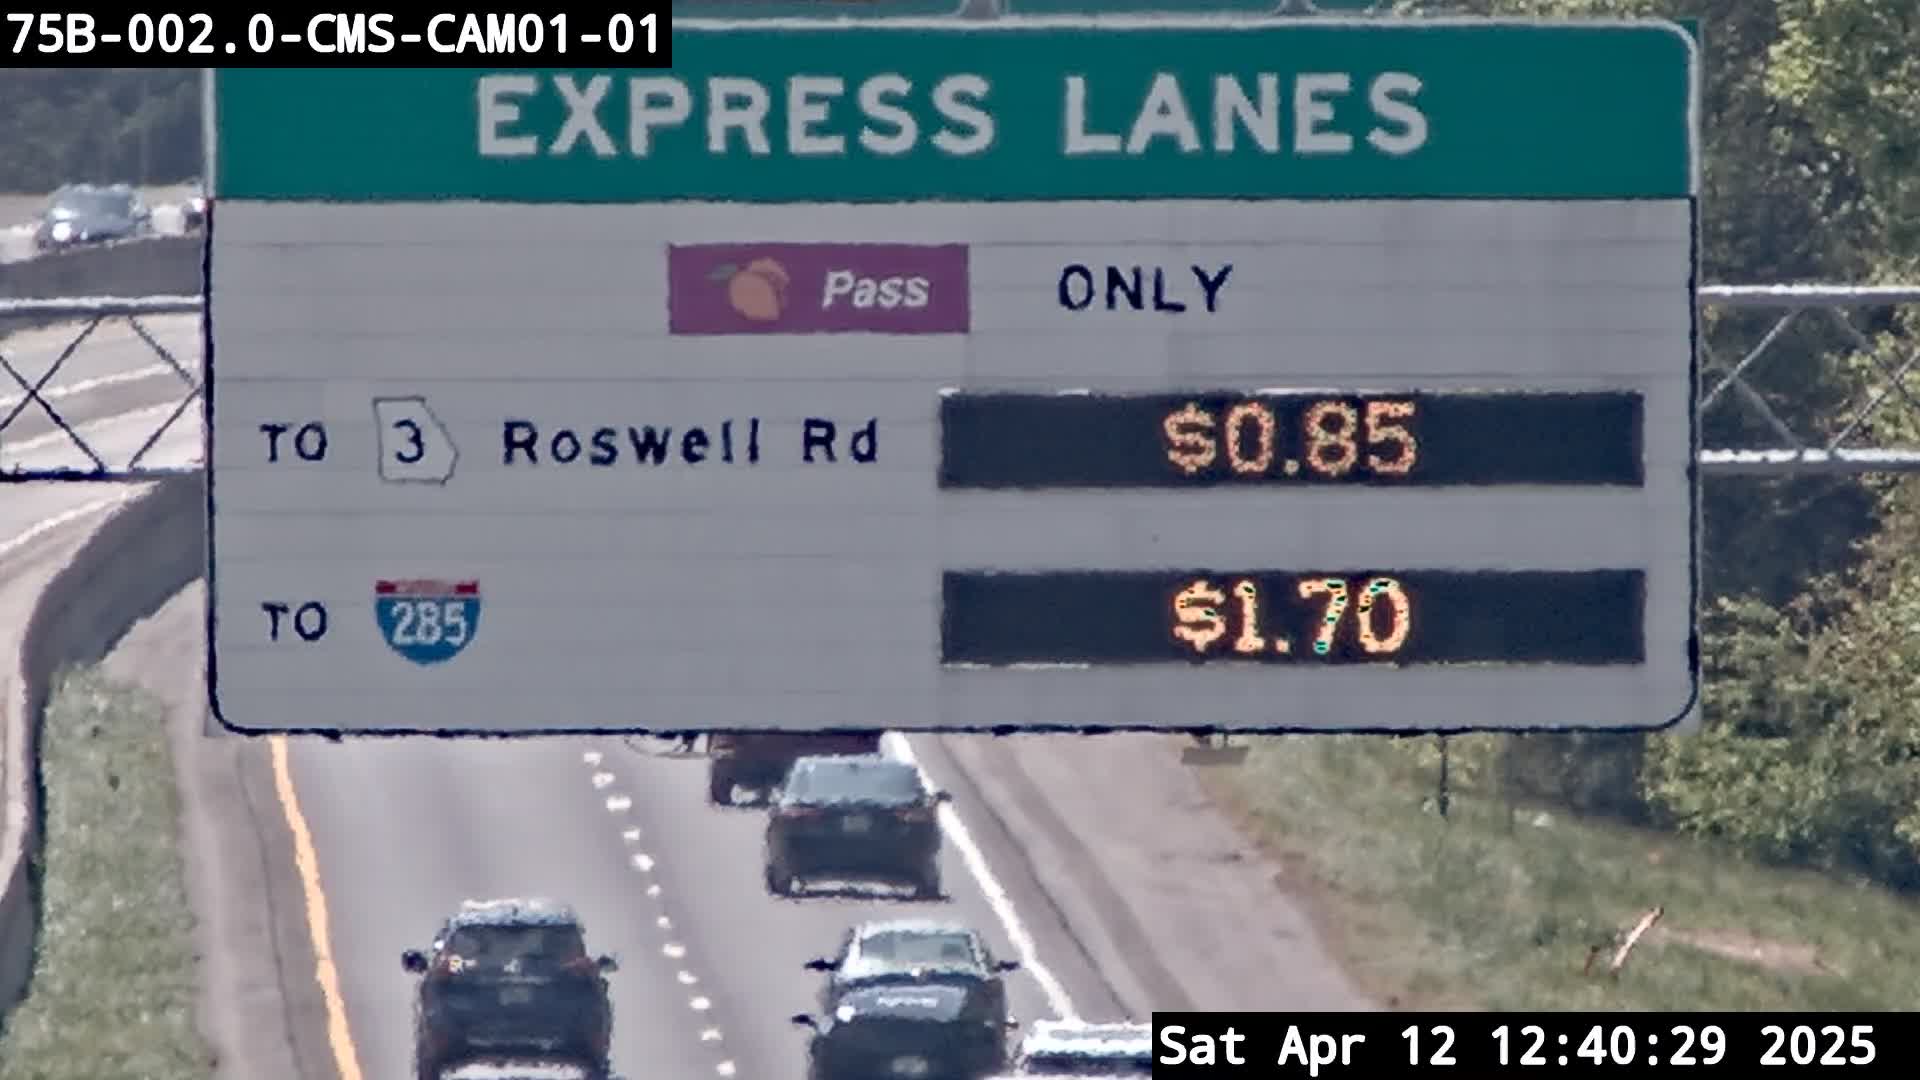 75B-002.0-CMS-CAM01-01
EXPRESS LANES
Pass ONLY
TO 3 Roswell Rd $0.85
TO 285 $1.70
Sat Apr 12 12:40:29 2025